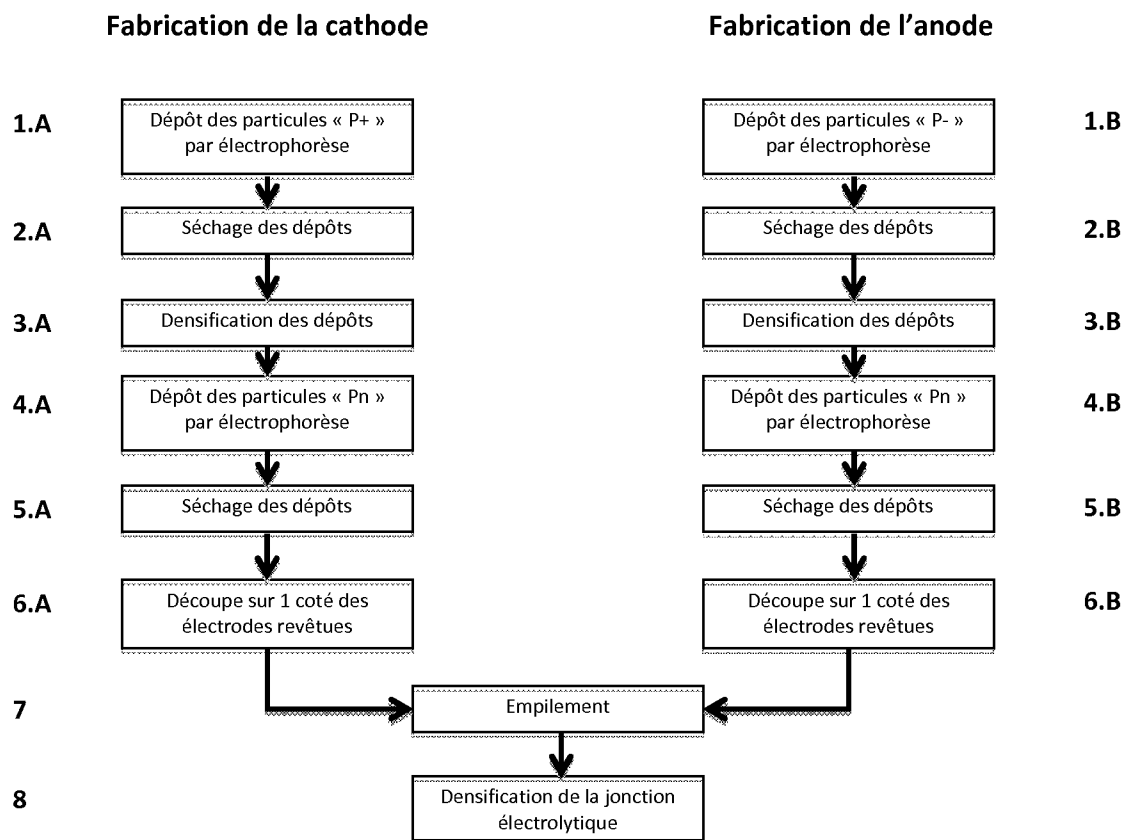 Fabrication de la cathode
Fabrication de l'anode
1.A
Dépôt des particules « P+ »
par électrophorèse
Dépôt des particules « P- »
par électrophorèse
1.B
2.A
Séchage des dépôts
Séchage des dépôts
2.B
3.A
Densification des dépôts
Densification des dépôts
3.B
4.A
Dépôt des particules « Pn »
par électrophorèse
Dépôt des particules « Pn »
par électrophorèse
4.B
5.A
Séchage des dépôts
Séchage des dépôts
5.B
6.A
Découpe sur 1 coté des
électrodes revêtues
Découpe sur 1 coté des
électrodes revêtues
6.B
7
Empilement
8
Densification de la jonction
électrolytique